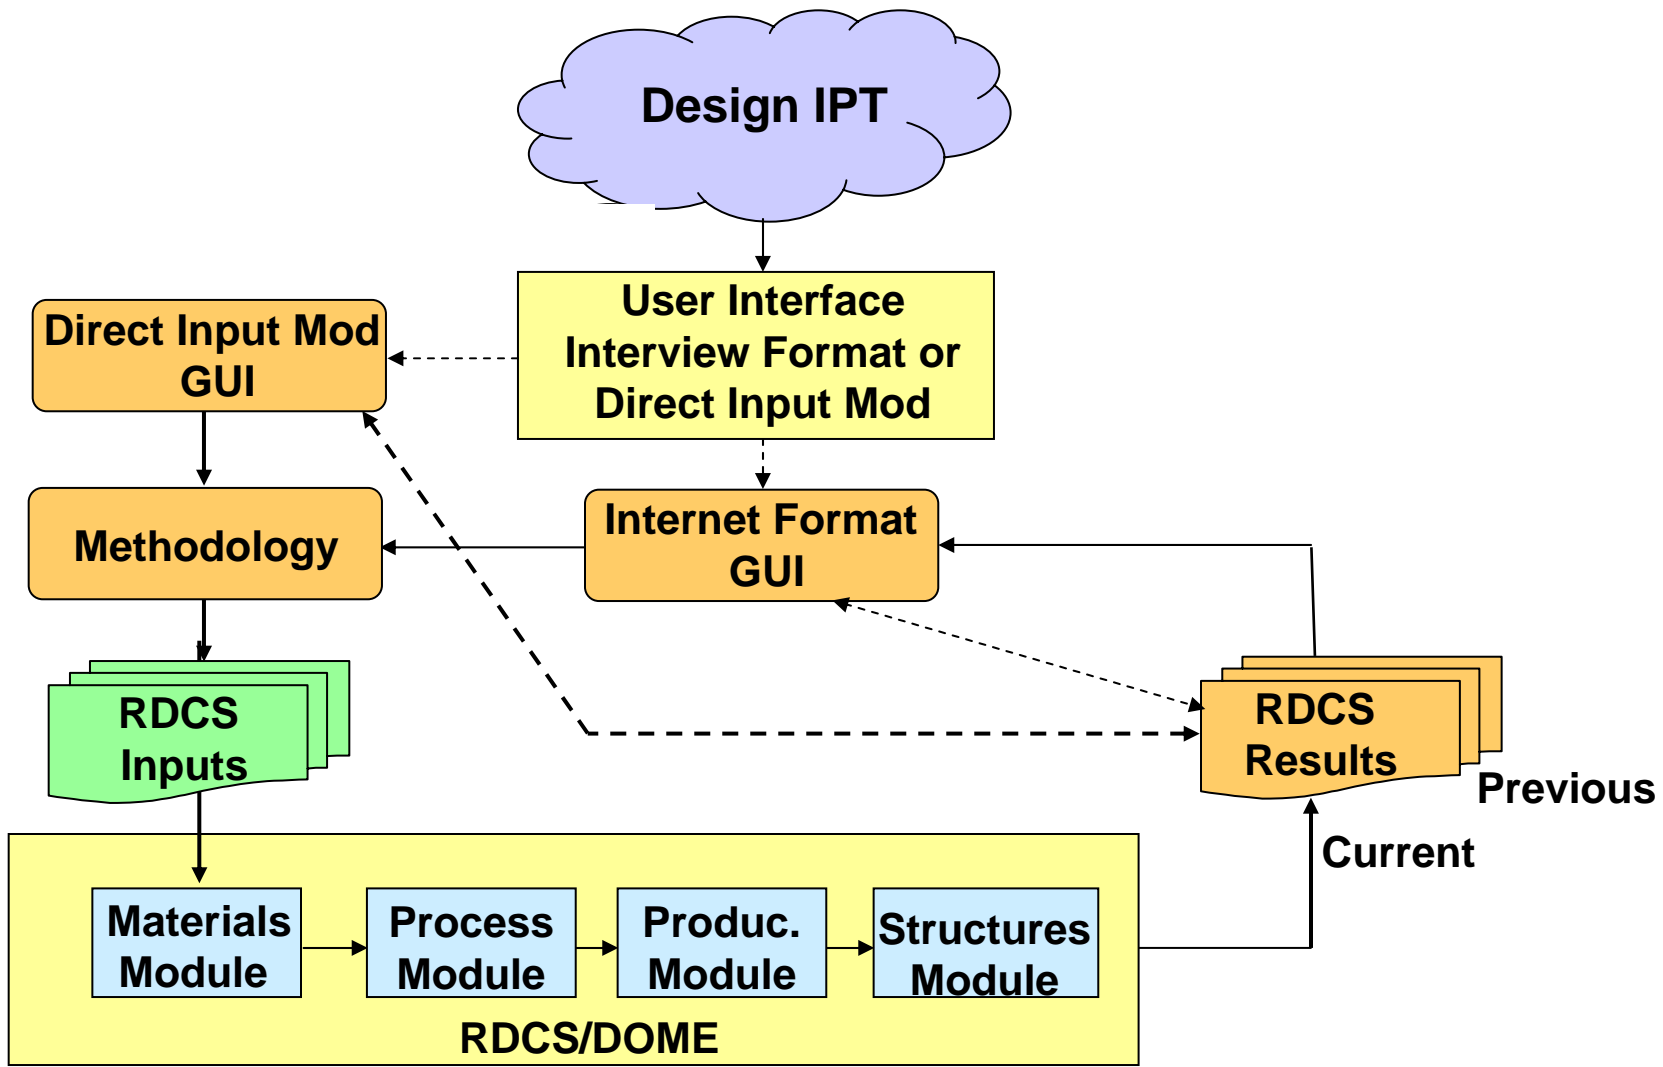 Design IPT
User Interface
Interview Format or
Direct Input Mod
Direct Input Mod
GUI
Methodology
Internet Format
GUI
RDCS
Inputs
RDCS
Results
Previous
Current
Materials
Module
Process
Module
Produc.
Module
Structures
Module
RDCS/DOME